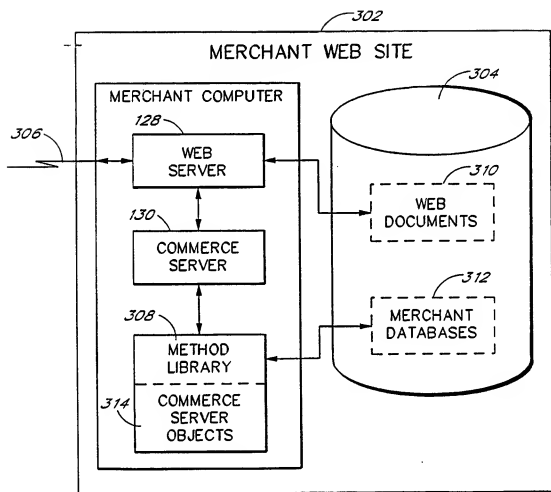 302
MERCHANT WEB SITE
304
MERCHANT COMPUTER
306
128
WEB
SERVER
310
WEB
DOCUMENTS
130
COMMERCE
SERVER
312
MERCHANT
DATABASES
308
METHOD
LIBRARY
314
COMMERCE
SERVER
OBJECTS